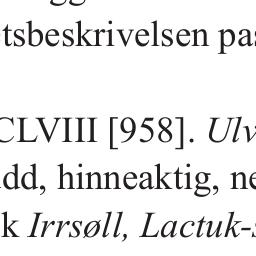 tsbeskrivelsen pas
CLVIII [958]. Ulv
dd, hinneaktig, ne
k Irrsøll, Lactuk-s